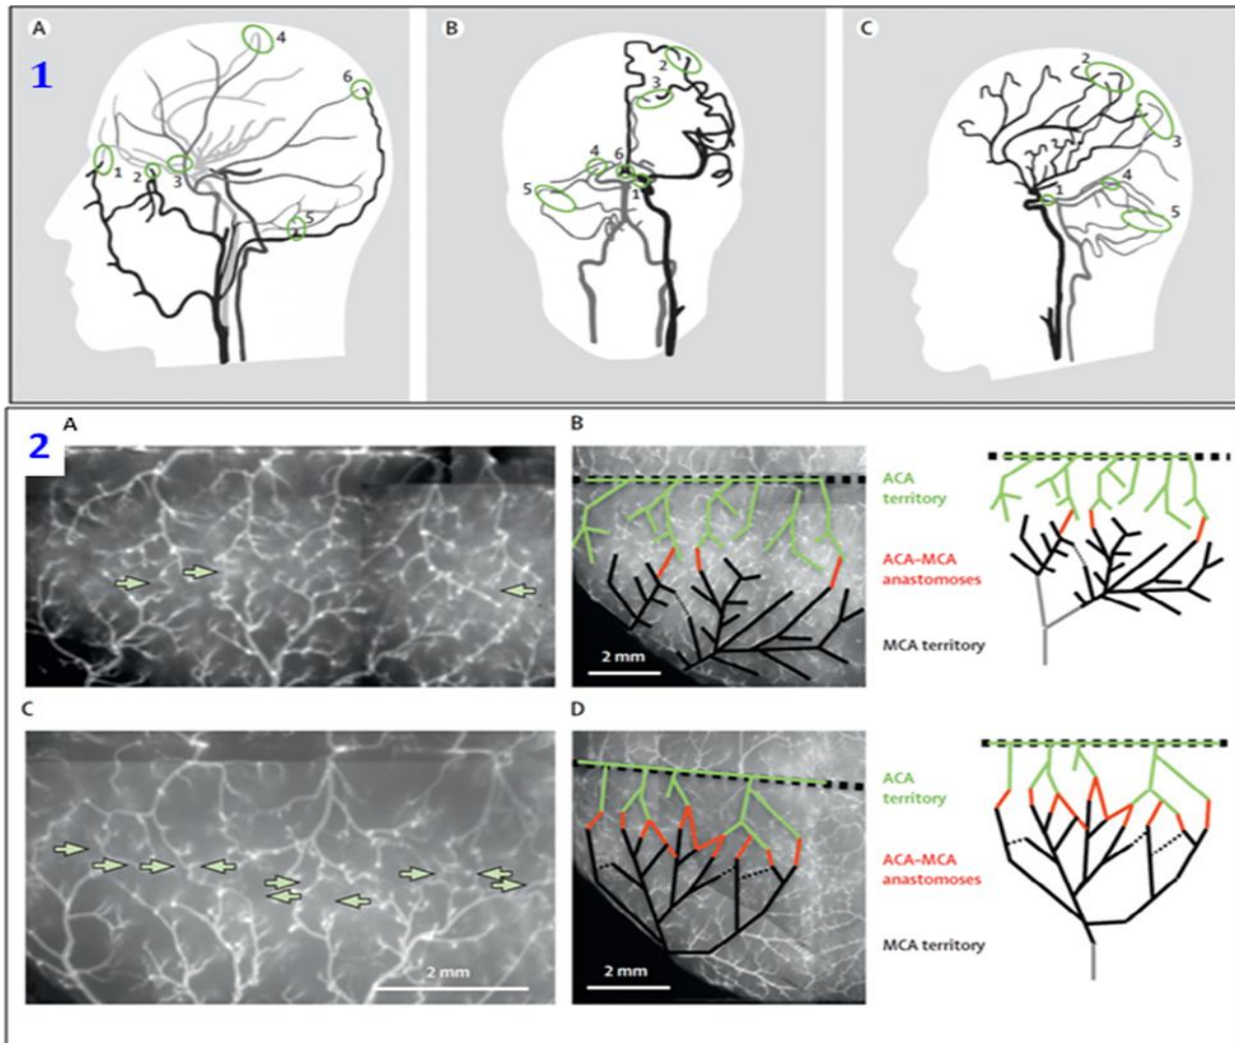 1
A
4
6
1
2
3
5
B
2
3
4
6
5
1
C
2
3
1
4
5
2
A
B
2 mm
ACA
territory
ACA–MCA
anastomoses
MCA territory
C
2 mm
D
2 mm
ACA
territory
ACA–MCA
anastomoses
MCA territory